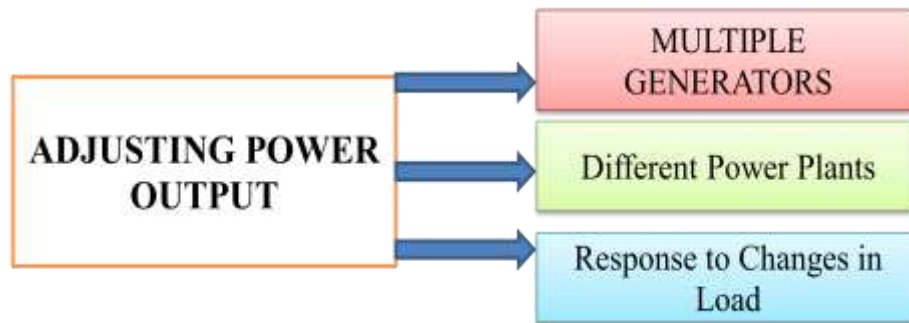 ADJUSTING POWER
OUTPUT
MULTIPLE
GENERATORS
Different Power Plants
Response to Changes in
Load